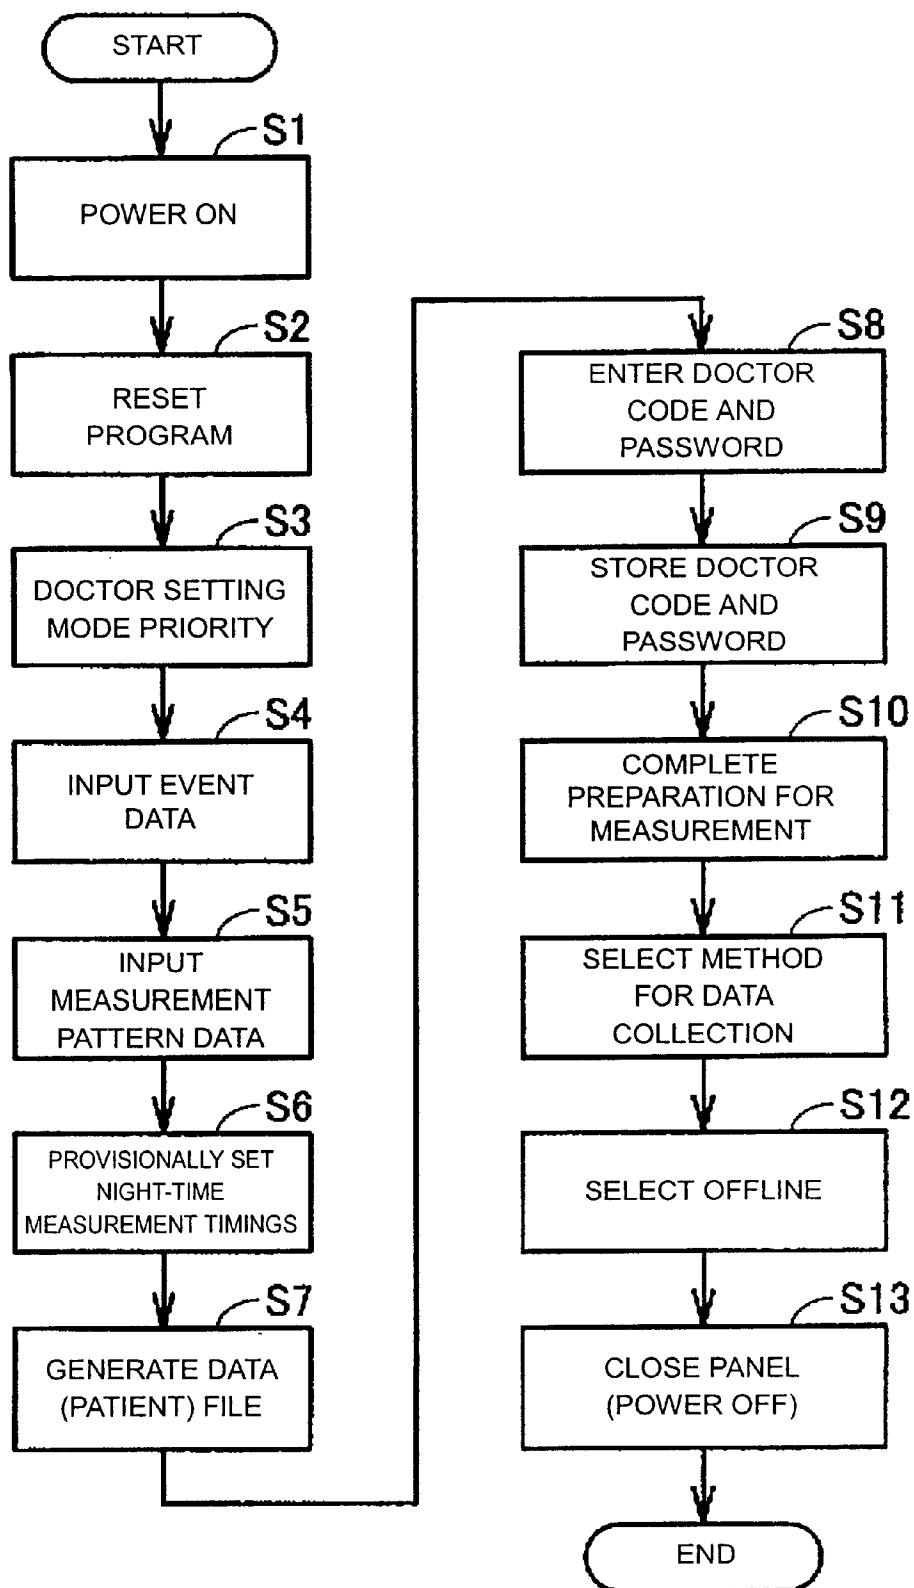 START
S1
POWER ON
S2
RESET
PROGRAM
S3
DOCTOR SETTING
MODE PRIORITY
S4
INPUT EVENT
DATA
S5
INPUT
MEASUREMENT
PATTERN DATA
S6
PROVISIONALLY SET
NIGHT-TIME
MEASUREMENT TIMINGS
S7
GENERATE DATA
(PATIENT) FILE
S8
ENTER DOCTOR
CODE AND
PASSWORD
S9
STORE DOCTOR
CODE AND
PASSWORD
S10
COMPLETE
PREPARATION FOR
MEASUREMENT
S11
SELECT METHOD
FOR DATA
COLLECTION
S12
SELECT OFFLINE
S13
CLOSE PANEL
(POWER OFF)
END